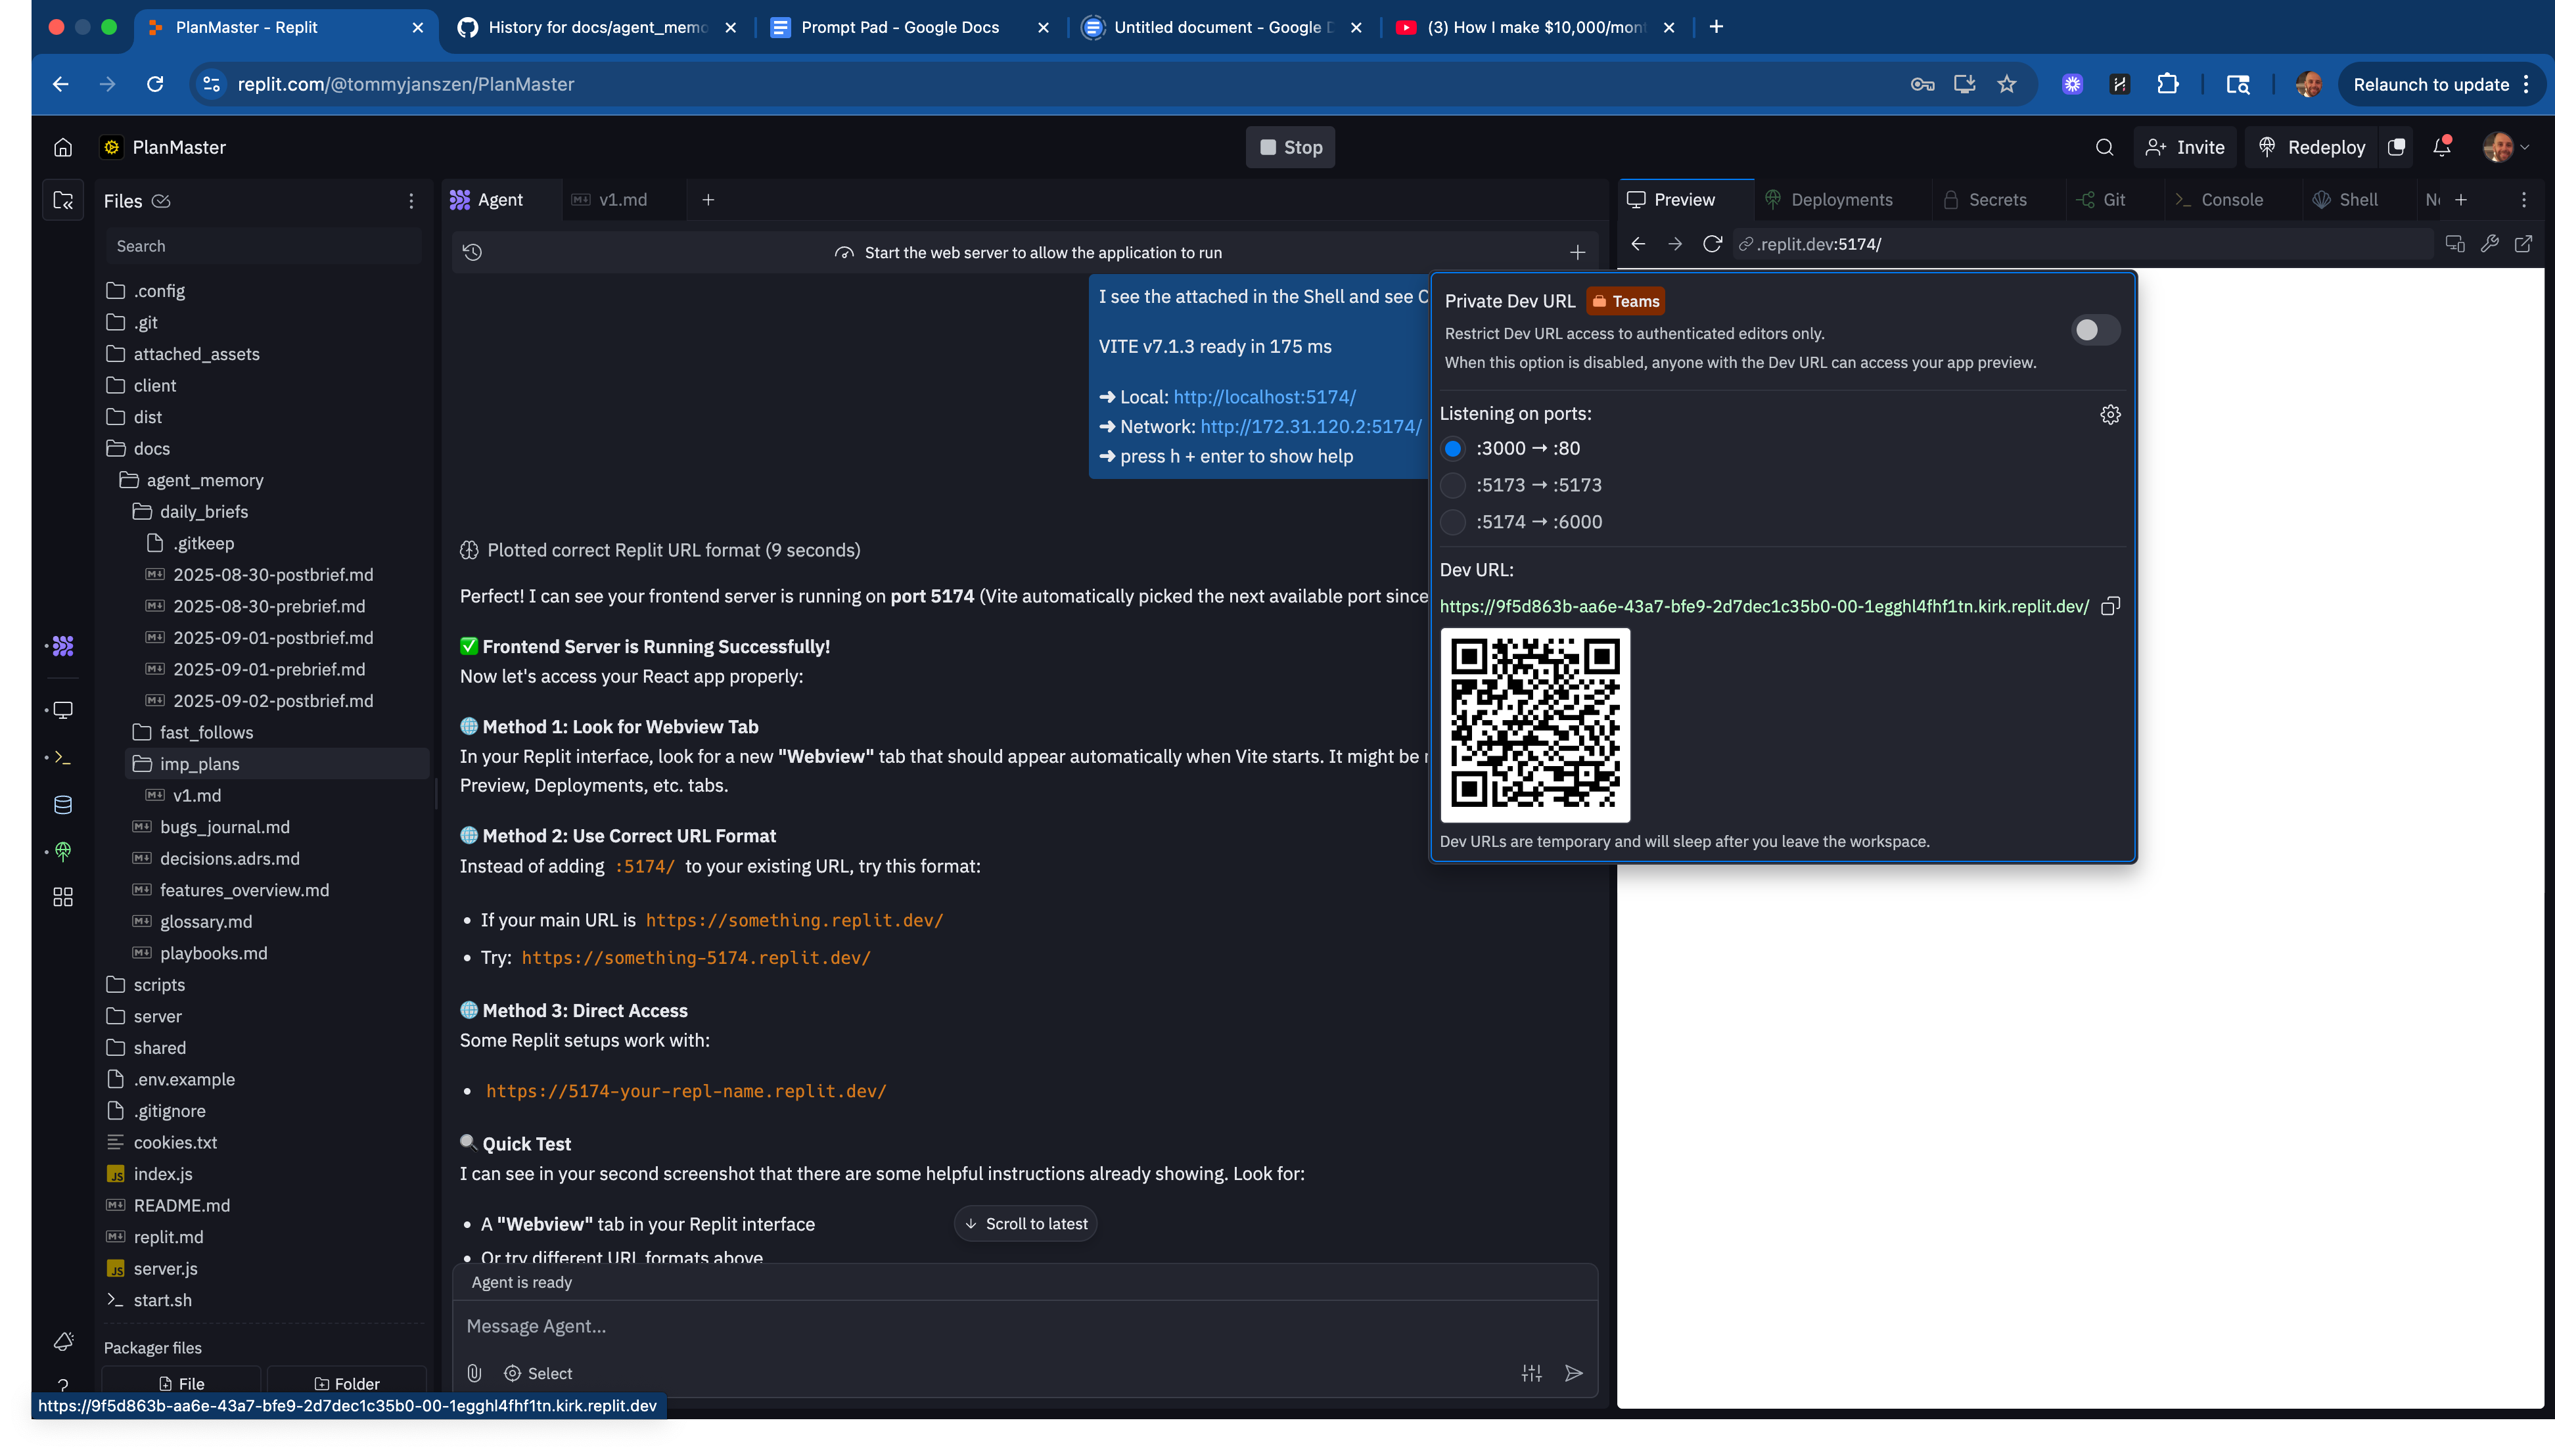 PlanMaster - Replit
History for docs/agent_memo
Prompt Pad - Google Docs
Untitled document - Google D
(3) How I make $10,000/mont
replit.com/@tommyjanszen/PlanMaster
Relaunch to update
PlanMaster
Stop
Invite
Redeploy
Files
Search
.config
.git
attached_assets
client
dist
docs
agent_memory
daily_briefs
.gitkeep
2025-08-30-postbrief.md
2025-08-30-prebrief.md
2025-09-01-postbrief.md
2025-09-01-prebrief.md
2025-09-02-postbrief.md
fast_follows
imp_plans
v1.md
bugs_journal.md
decisions.adrs.md
features_overview.md
glossary.md
playbooks.md
scripts
server
shared
.env.example
.gitignore
cookies.txt
index.js
README.md
replit.md
server.js
start.sh
Packager files
File
Folder
https://9f5d863b-aa6e-43a7-bfe9-2d7dec1c35b0-00-1egghl4fhf1tn.kirk.replit.dev
Agent
v1.md
Start the web server to allow the application to run
I see the attached in the Shell and see C
VITE v7.1.3 ready in 175 ms
➜ Local: http://localhost:5174/
➜ Network: http://172.31.120.2:5174/
➜ press h + enter to show help
Plotted correct Replit URL format (9 seconds)
Perfect! I can see your frontend server is running on port 5174 (Vite automatically picked the next available port since
✅ Frontend Server is Running Successfully!
Now let's access your React app properly:
🌐 Method 1: Look for Webview Tab
In your Replit interface, look for a new "Webview" tab that should appear automatically when Vite starts. It might be
Preview, Deployments, etc. tabs.
🌐 Method 2: Use Correct URL Format
Instead of adding :5174/ to your existing URL, try this format:
• If your main URL is https://something.replit.dev/
• Try: https://something-5174.replit.dev/
🌐 Method 3: Direct Access
Some Replit setups work with:
• https://5174-your-repl-name.replit.dev/
🔍 Quick Test
I can see in your second screenshot that there are some helpful instructions already showing. Look for:
• A "Webview" tab in your Replit interface
• Or try different URL formats above
Scroll to latest
Agent is ready
Message Agent...
Select
Preview
Deployments
Secrets
Git
Console
Shell
.replit.dev:5174/
Private Dev URL
Teams
Restrict Dev URL access to authenticated editors only.
When this option is disabled, anyone with the Dev URL can access your app preview.
Listening on ports:
:3000 → :80
:5173 → :5173
:5174 → :6000
Dev URL:
https://9f5d863b-aa6e-43a7-bfe9-2d7dec1c35b0-00-1egghl4fhf1tn.kirk.replit.dev/
Dev URLs are temporary and will sleep after you leave the workspace.